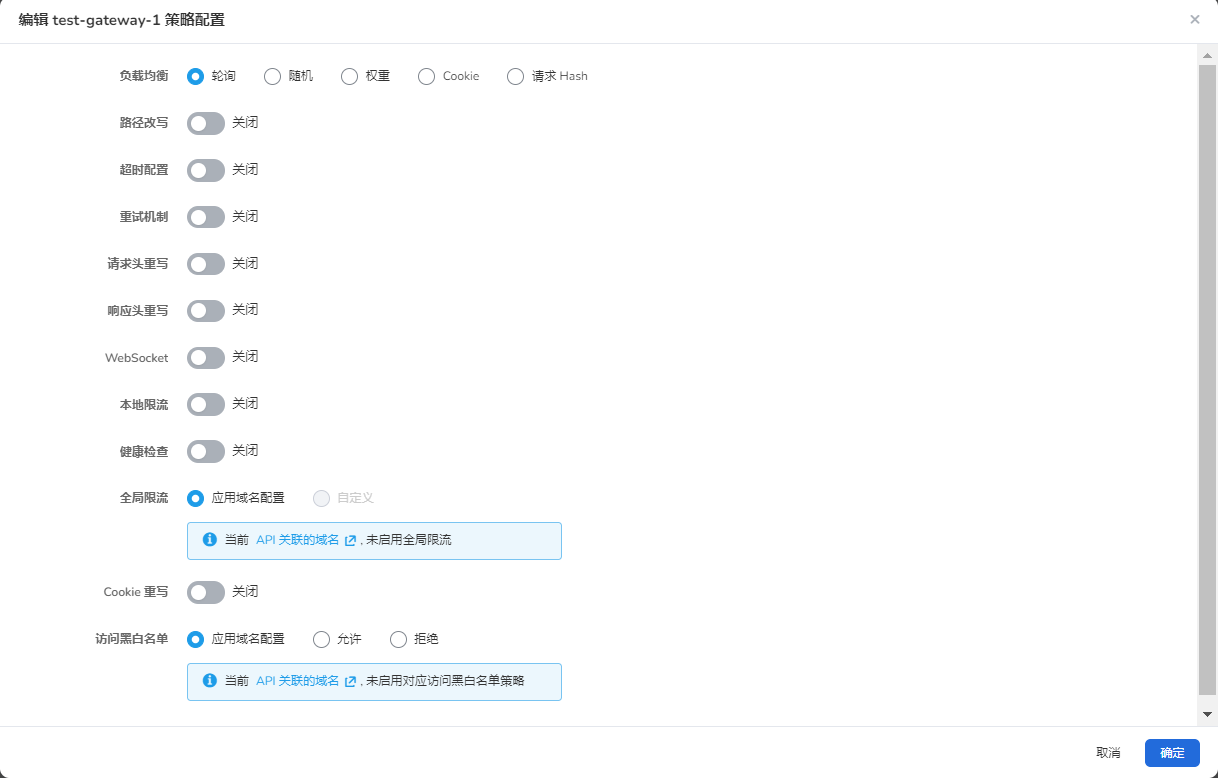 编辑 test-gateway-1 策略配置
负载均衡 轮询 随机 权重 Cookie 请求 Hash
路径改写 关闭
超时配置 关闭
重试机制 关闭
请求头重写 关闭
响应头重写 关闭
WebSocket 关闭
本地限流 关闭
健康检查 关闭
全局限流 应用域名配置 自定义
当前 API 关联的域名 , 未启用全局限流
Cookie 重写 关闭
访问黑白名单 应用域名配置 允许 拒绝
当前 API 关联的域名 , 未启用对应访问黑白名单策略
取消 确定